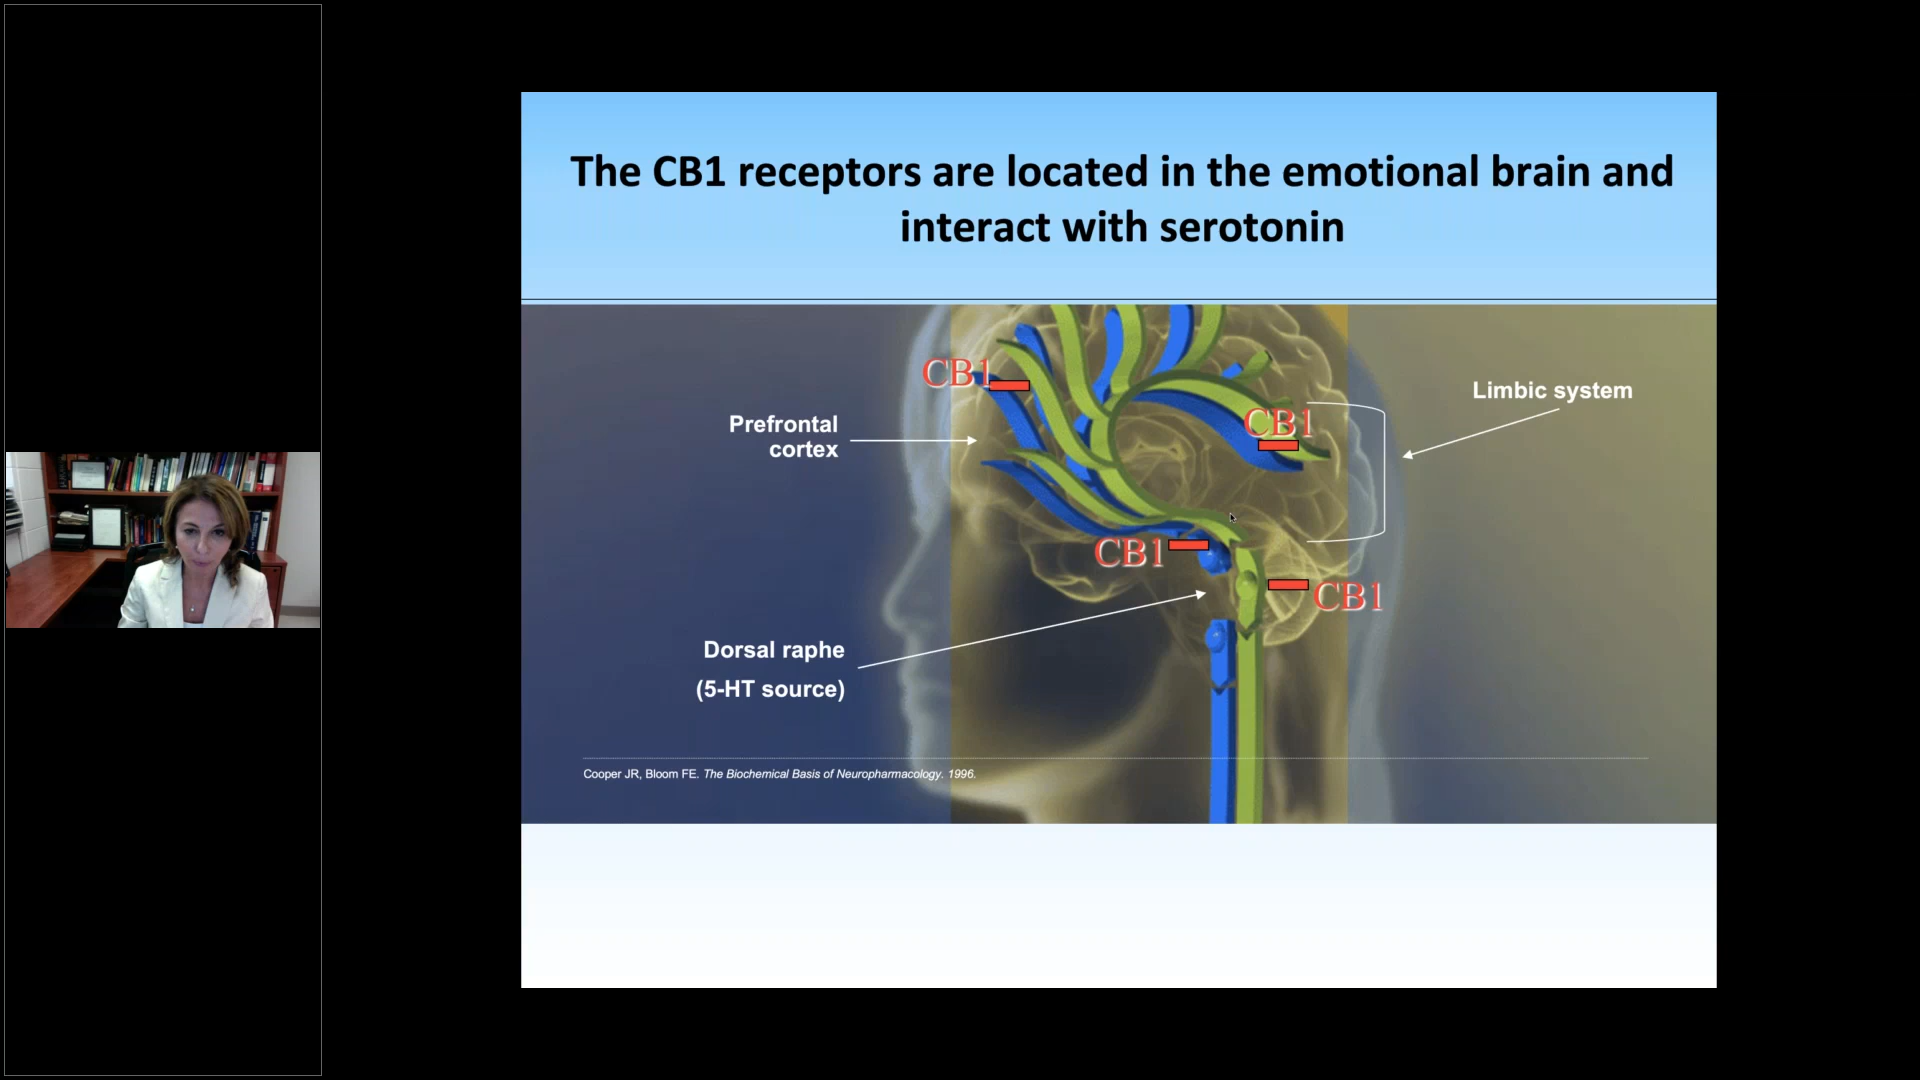 The CB1 receptors are located in the emotional brain and
interact with serotonin
CB1
Limbic system
CB1
Prefrontal
cortex
CB1
CB1
Dorsal raphe
(5-HT source)
Cooper JR, Bloom FE. The Biochemical Basis of Neuropharmacology. 1996.